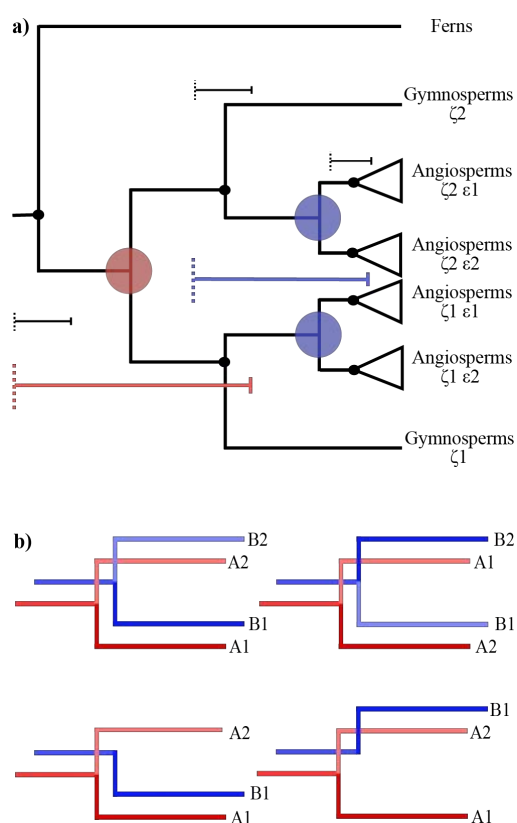 a)
Ferns
Gymnosperms
ζ2
Angiosperms
ζ2 ε1
Angiosperms
ζ2 ε2
Angiosperms
ζ1 ε1
Angiosperms
ζ1 ε2
Gymnosperms
ζ1
b)
B2
A2
B1
A1
B2
A1
B1
A2
A2
B1
A1
B1
A2
A1